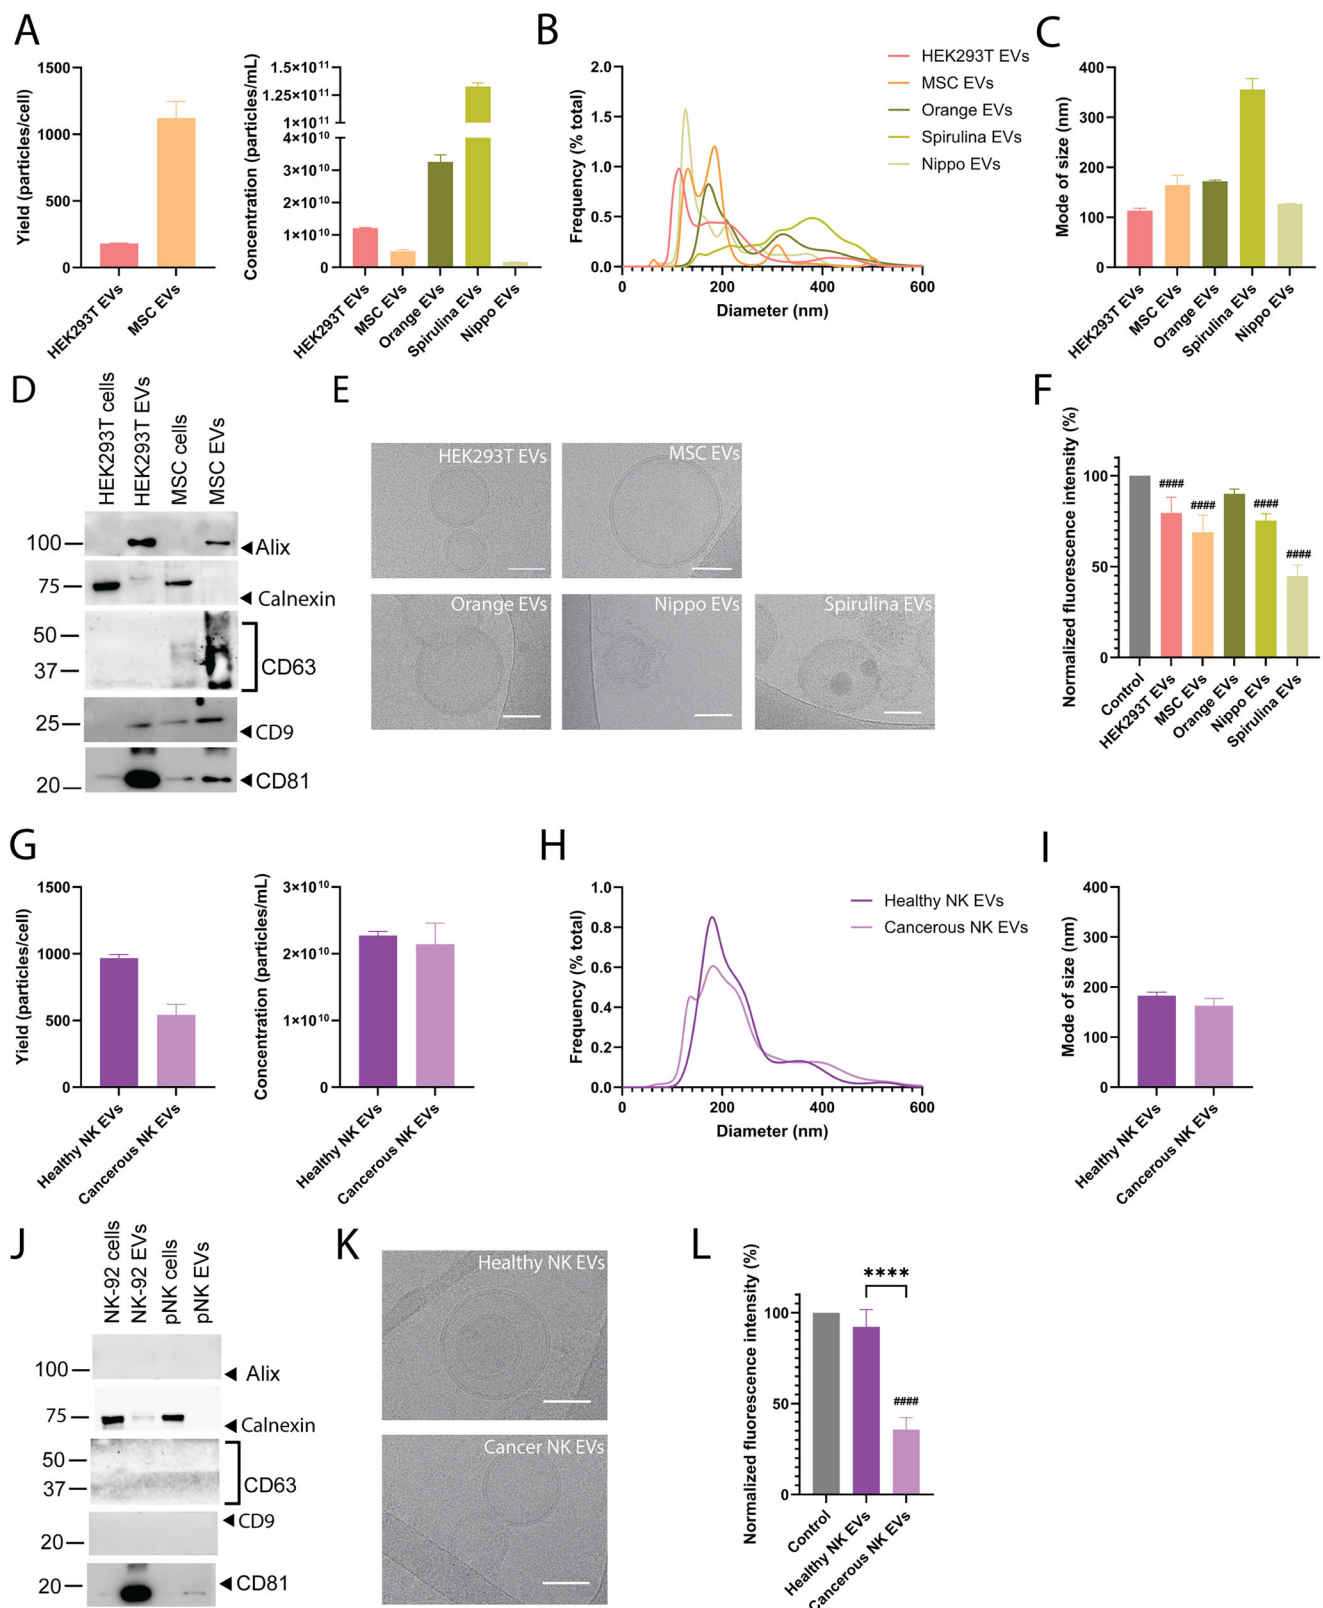 A
Yield (particles/cell)
1500
1000
500
0
HEK293T EVs
MSC EVs
Concentration (particles/mL)
1.5×10¹¹
1.25×10¹¹
1×10¹¹
4×10¹⁰
3×10¹⁰
2×10¹⁰
1×10¹⁰
0
HEK293T EVs
MSC EVs
Orange EVs
Spirulina EVs
Nippo EVs
B
Frequency (% total)
2.0
1.5
1.0
0.5
0.0
0
200
400
600
Diameter (nm)
HEK293T EVs
MSC EVs
Orange EVs
Spirulina EVs
Nippo EVs
C
Mode of size (nm)
400
300
200
100
0
HEK293T EVs
MSC EVs
Orange EVs
Spirulina EVs
Nippo EVs
D
HEK293T cells
HEK293T EVs
MSC cells
MSC EVs
100
Alix
75
Calnexin
50
37
CD63
25
CD9
20
CD81
E
HEK293T EVs
MSC EVs
Orange EVs
Nippo EVs
Spirulina EVs
F
Normalized fluorescence intensity (%)
100
50
0
####
####
####
####
Control
HEK293T EVs
MSC EVs
Orange EVs
Nippo EVs
Spirulina EVs
G
Yield (particles/cell)
1500
1000
500
0
Healthy NK EVs
Cancerous NK EVs
Concentration (particles/mL)
3×10¹⁰
2×10¹⁰
1×10¹⁰
0
Healthy NK EVs
Cancerous NK EVs
H
Frequency (% total)
1.0
0.8
0.6
0.4
0.2
0.0
0
200
400
600
Diameter (nm)
Healthy NK EVs
Cancerous NK EVs
I
Mode of size (nm)
400
300
200
100
0
Healthy NK EVs
Cancerous NK EVs
J
NK-92 cells
NK-92 EVs
pNK cells
pNK EVs
100
Alix
75
Calnexin
50
37
CD63
CD9
20
20
CD81
K
Healthy NK EVs
Cancer NK EVs
L
Normalized fluorescence intensity (%)
100
50
0
****
####
Control
Healthy NK EVs
Cancerous NK EVs